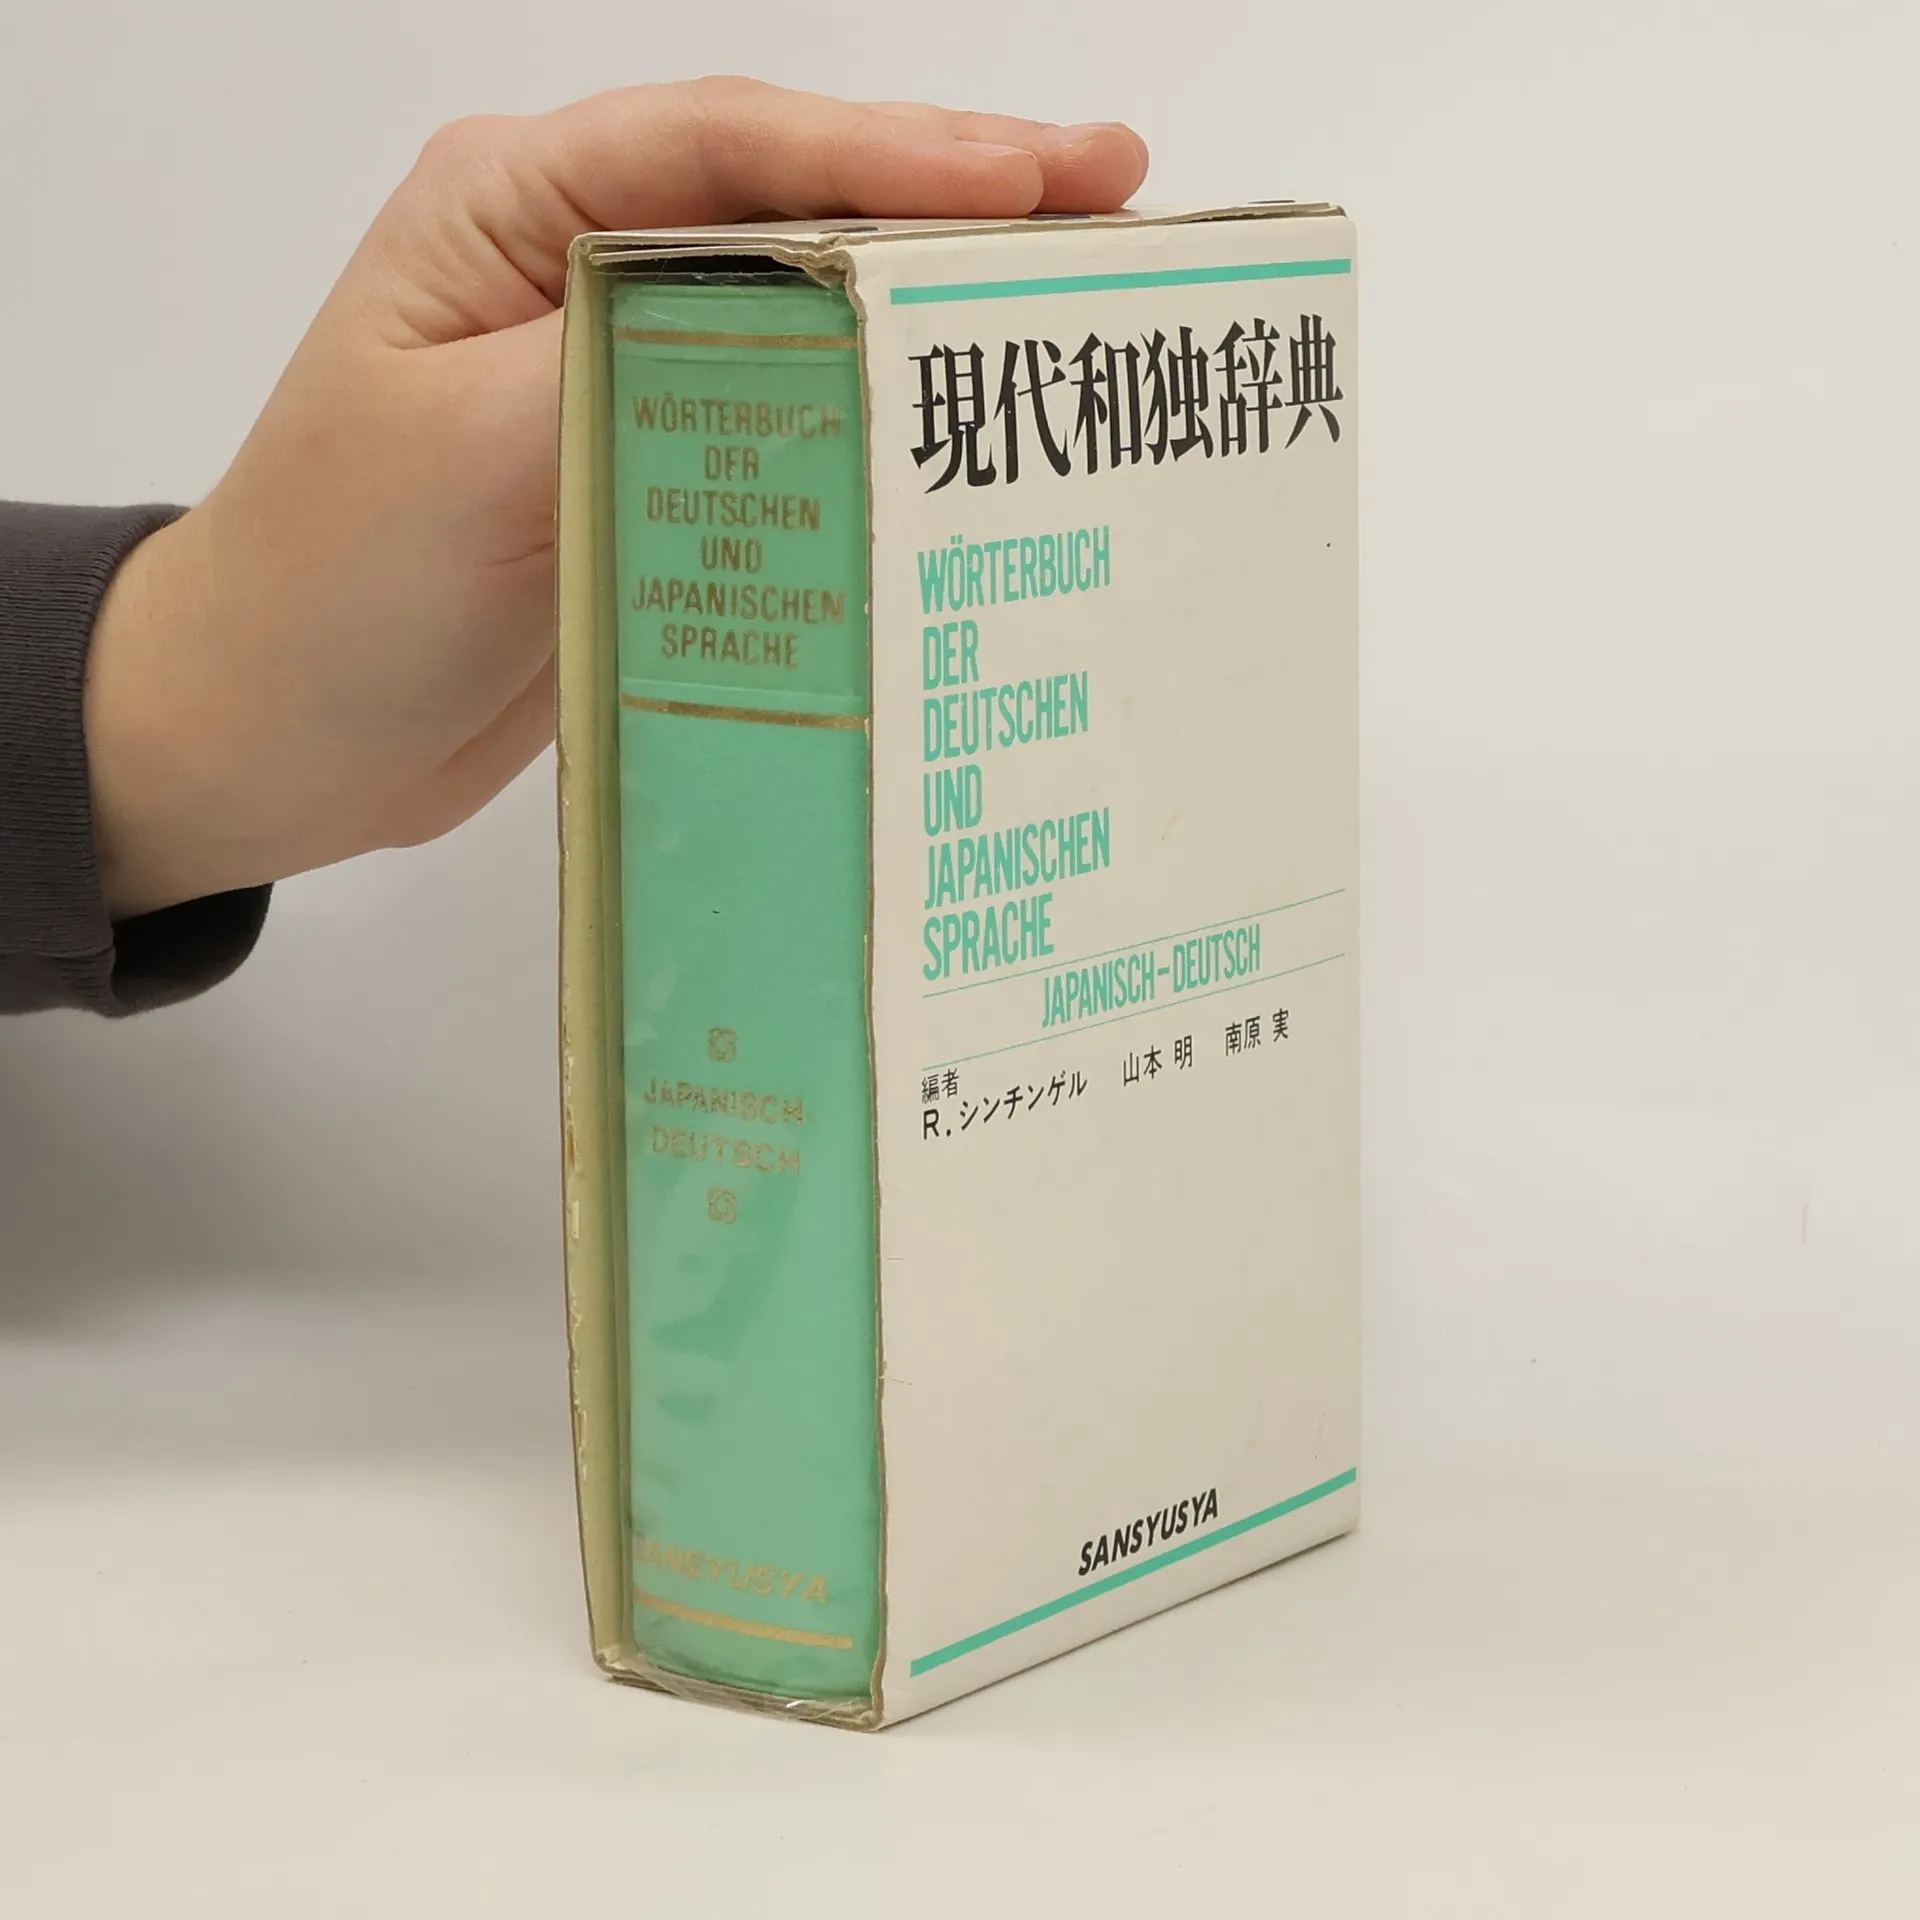 WÖRTERBUCH
DER
DEUTSCHEN
UND
JAPANISCHEN
SPRACHE
JAPANISCH-
DEUTSCH
SANSYUSYA
現代和独辞典
WÖRTERBUCH
DER
DEUTSCHEN
UND
JAPANISCHEN
SPRACHE
JAPANISCH-DEUTSCH
編者
R.シンチンゲル 山本 明 南原 実
SANSYUSYA